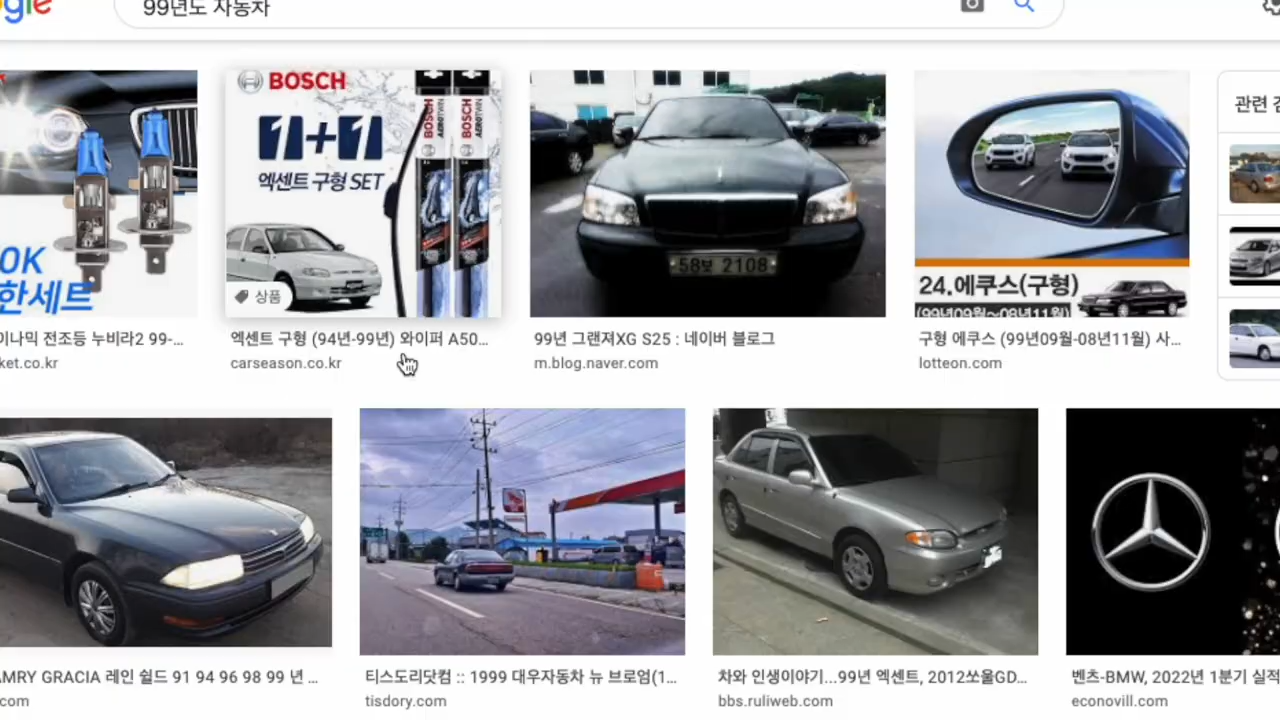 gle
99년도 자동차
BOSCH
1+1
엑센트 구형 SET
BOSCH
AEROTWIN
BOSCH
AEROTWIN
상품
0K
한세트
58보 2108
24.에쿠스(구형)
(99년09월~08년11월)
관련
이나믹 전조등 누비라2 99-...
ket.co.kr
엑센트 구형 (94년-99년) 와이퍼 A50...
carseason.co.kr
99년 그랜져XG S25 : 네이버 블로그
m.blog.naver.com
구형 에쿠스 (99년09월-08년11월) 사...
lotteon.com
AMRY GRACIA 레인 쉴드 91 94 96 98 99 년 ...
.com
티스도리닷컴 :: 1999 대우자동차 뉴 브로엄(1...
tisdory.com
차와 인생이야기...99년 엑센트, 2012쏘울GD...
bbs.ruliweb.com
벤츠-BMW, 2022년 1분기 실적
econovill.com